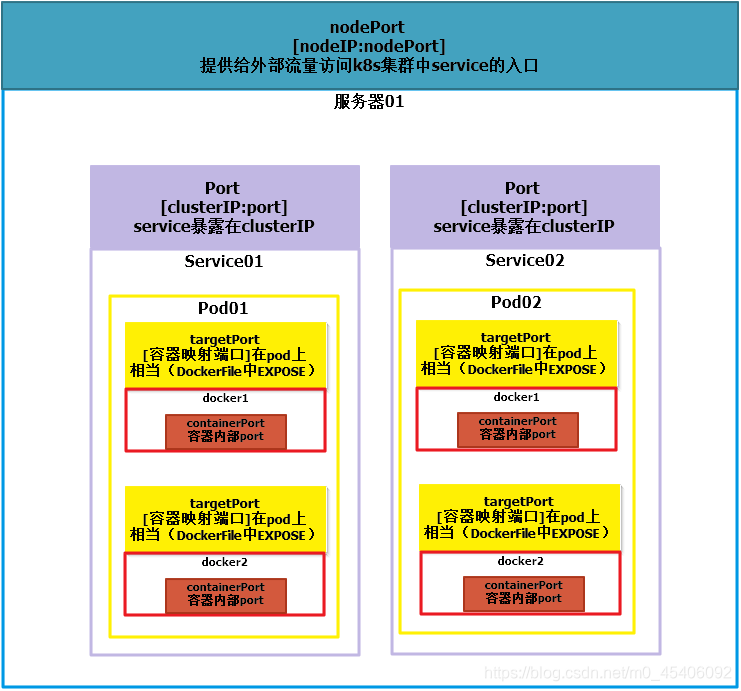 nodePort
[nodeIP:nodePort]
提供给外部流量访问k8s集群中service的入口
服务器01
Port
[clusterIP:port]
service暴露在clusterIP
Service01
Pod01
targetPort
[容器映射端口]在pod上
相当（DockerFile中EXPOSE）
docker1
containerPort
容器内部port
targetPort
[容器映射端口]在pod上
相当（DockerFile中EXPOSE）
docker2
containerPort
容器内部port
Port
[clusterIP:port]
service暴露在clusterIP
Service02
Pod02
targetPort
[容器映射端口]在pod上
相当（DockerFile中EXPOSE）
docker1
containerPort
容器内部port
targetPort
[容器映射端口]在pod上
相当（DockerFile中EXPOSE）
docker2
containerPort
容器内部port
https://blog.csdn.net/m0_45406092